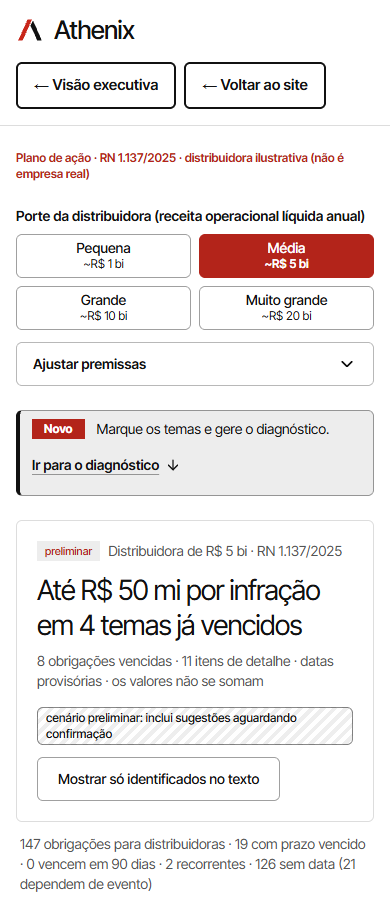 Athenix
← Visão executiva
← Voltar ao site
Plano de ação · RN 1.137/2025 · distribuidora ilustrativa (não é
empresa real)
Porte da distribuidora (receita operacional líquida anual)
Pequena
~R$ 1 bi
Média
~R$ 5 bi
Grande
~R$ 10 bi
Muito grande
~R$ 20 bi
Ajustar premissas
Novo Marque os temas e gere o diagnóstico.
Ir para o diagnóstico ↓
preliminar Distribuidora de R$ 5 bi · RN 1.137/2025
Até R$ 50 mi por infração
em 4 temas já vencidos
8 obrigações vencidas · 11 itens de detalhe · datas
provisórias · os valores não se somam
cenário preliminar: inclui sugestões aguardando
confirmação
Mostrar só identificados no texto
147 obrigações para distribuidoras · 19 com prazo vencido
· 0 vencem em 90 dias · 2 recorrentes · 126 sem data (21
dependem de evento)